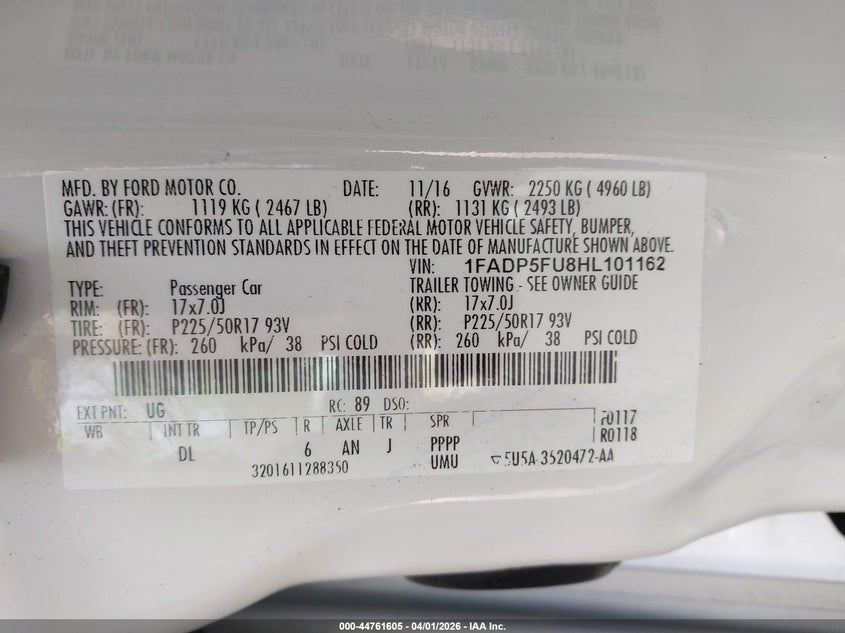 MFD. BY FORD MOTOR CO. DATE: 11/16 GVWR: 2250 KG ( 4960 LB)
GAWR: (FR): 1119 KG ( 2467 LB) (RR): 1131 KG ( 2493 LB)
THIS VEHICLE CONFORMS TO ALL APPLICABLE FEDERAL MOTOR VEHICLE SAFETY, BUMPER,
AND THEFT PREVENTION STANDARDS IN EFFECT ON THE DATE OF MANUFACTURE SHOWN ABOVE.
VIN: 1FADP5FU8HL101162
TYPE: Passenger Car TRAILER TOWING - SEE OWNER GUIDE
RIM: (FR): 17x7.0J (RR): 17x7.0J
TIRE: (FR): P225/50R17 93V (RR): P225/50R17 93V
PRESSURE: (FR): 260 kPa/ 38 PSI COLD (RR): 260 kPa/ 38 PSI COLD
EXT PNT: UG RC: 89 DSO: F0117
WB INT TR TP/PS R AXLE TR SPR R0118
DL 6 AN J PPPP
3201611288350 UMU 5U5A-3520472-AA
000-44761605 - 04/01/2026 - IAA Inc.